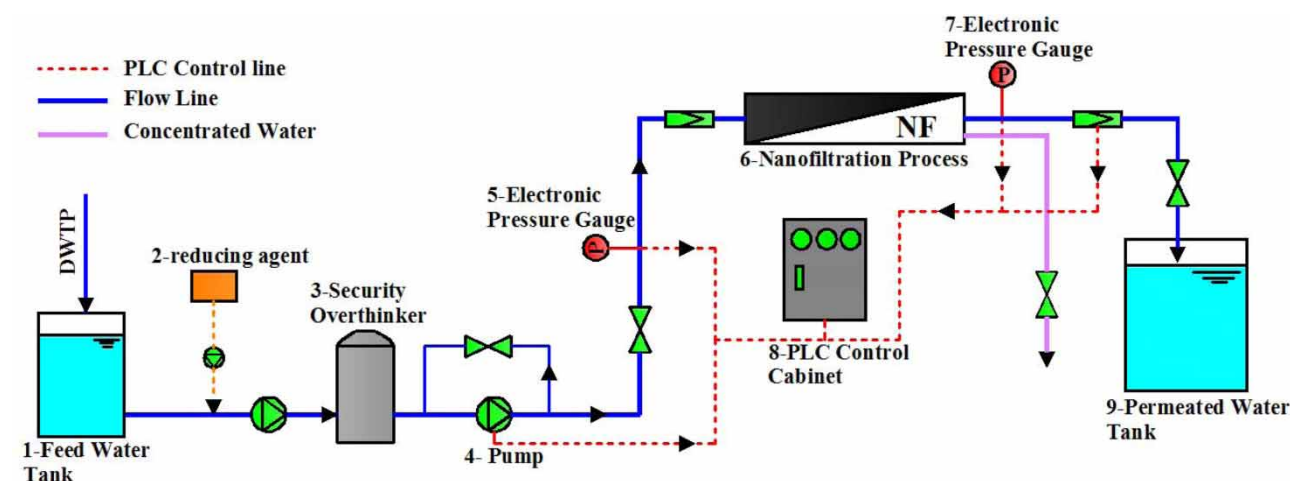 PLC Control line
Flow Line
Concentrated Water
7-Electronic
Pressure Gauge
P
NF
6-Nanofiltration Process
5-Electronic
Pressure Gauge
P
DWTP
2-reducing agent
3-Security
Overthinker
8-PLC Control
Cabinet
1-Feed Water
Tank
4- Pump
9-Permeated Water
Tank